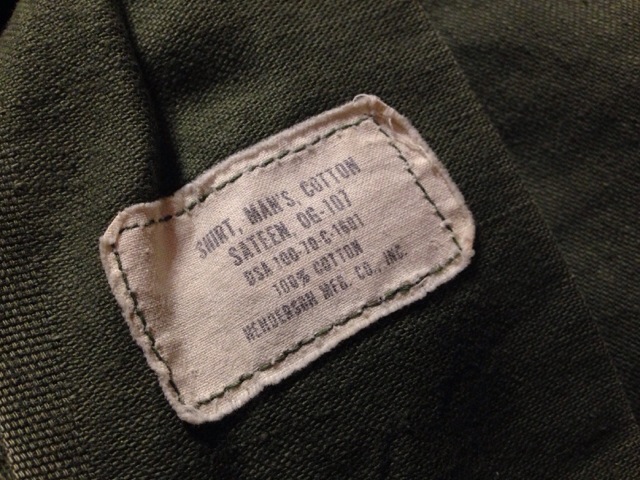 SHIRT, MAN'S, COTTON
SATEEN OG-107
DSA 100-70-C-1601
100% COTTON
HENDERSON MFG. CO., INC.